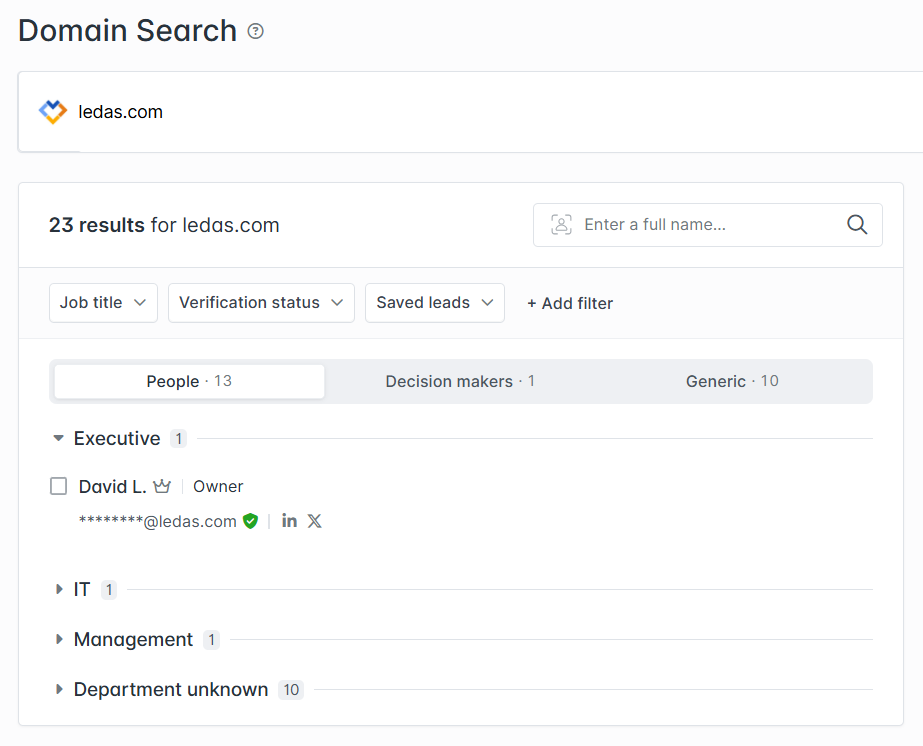 Domain Search
ledas.com
23 results for ledas.com
Enter a full name...
Job title Verification status Saved leads + Add filter
People · 13 Decision makers · 1 Generic · 10
Executive 1
David L. Owner
********@ledas.com in X
IT 1
Management 1
Department unknown 10